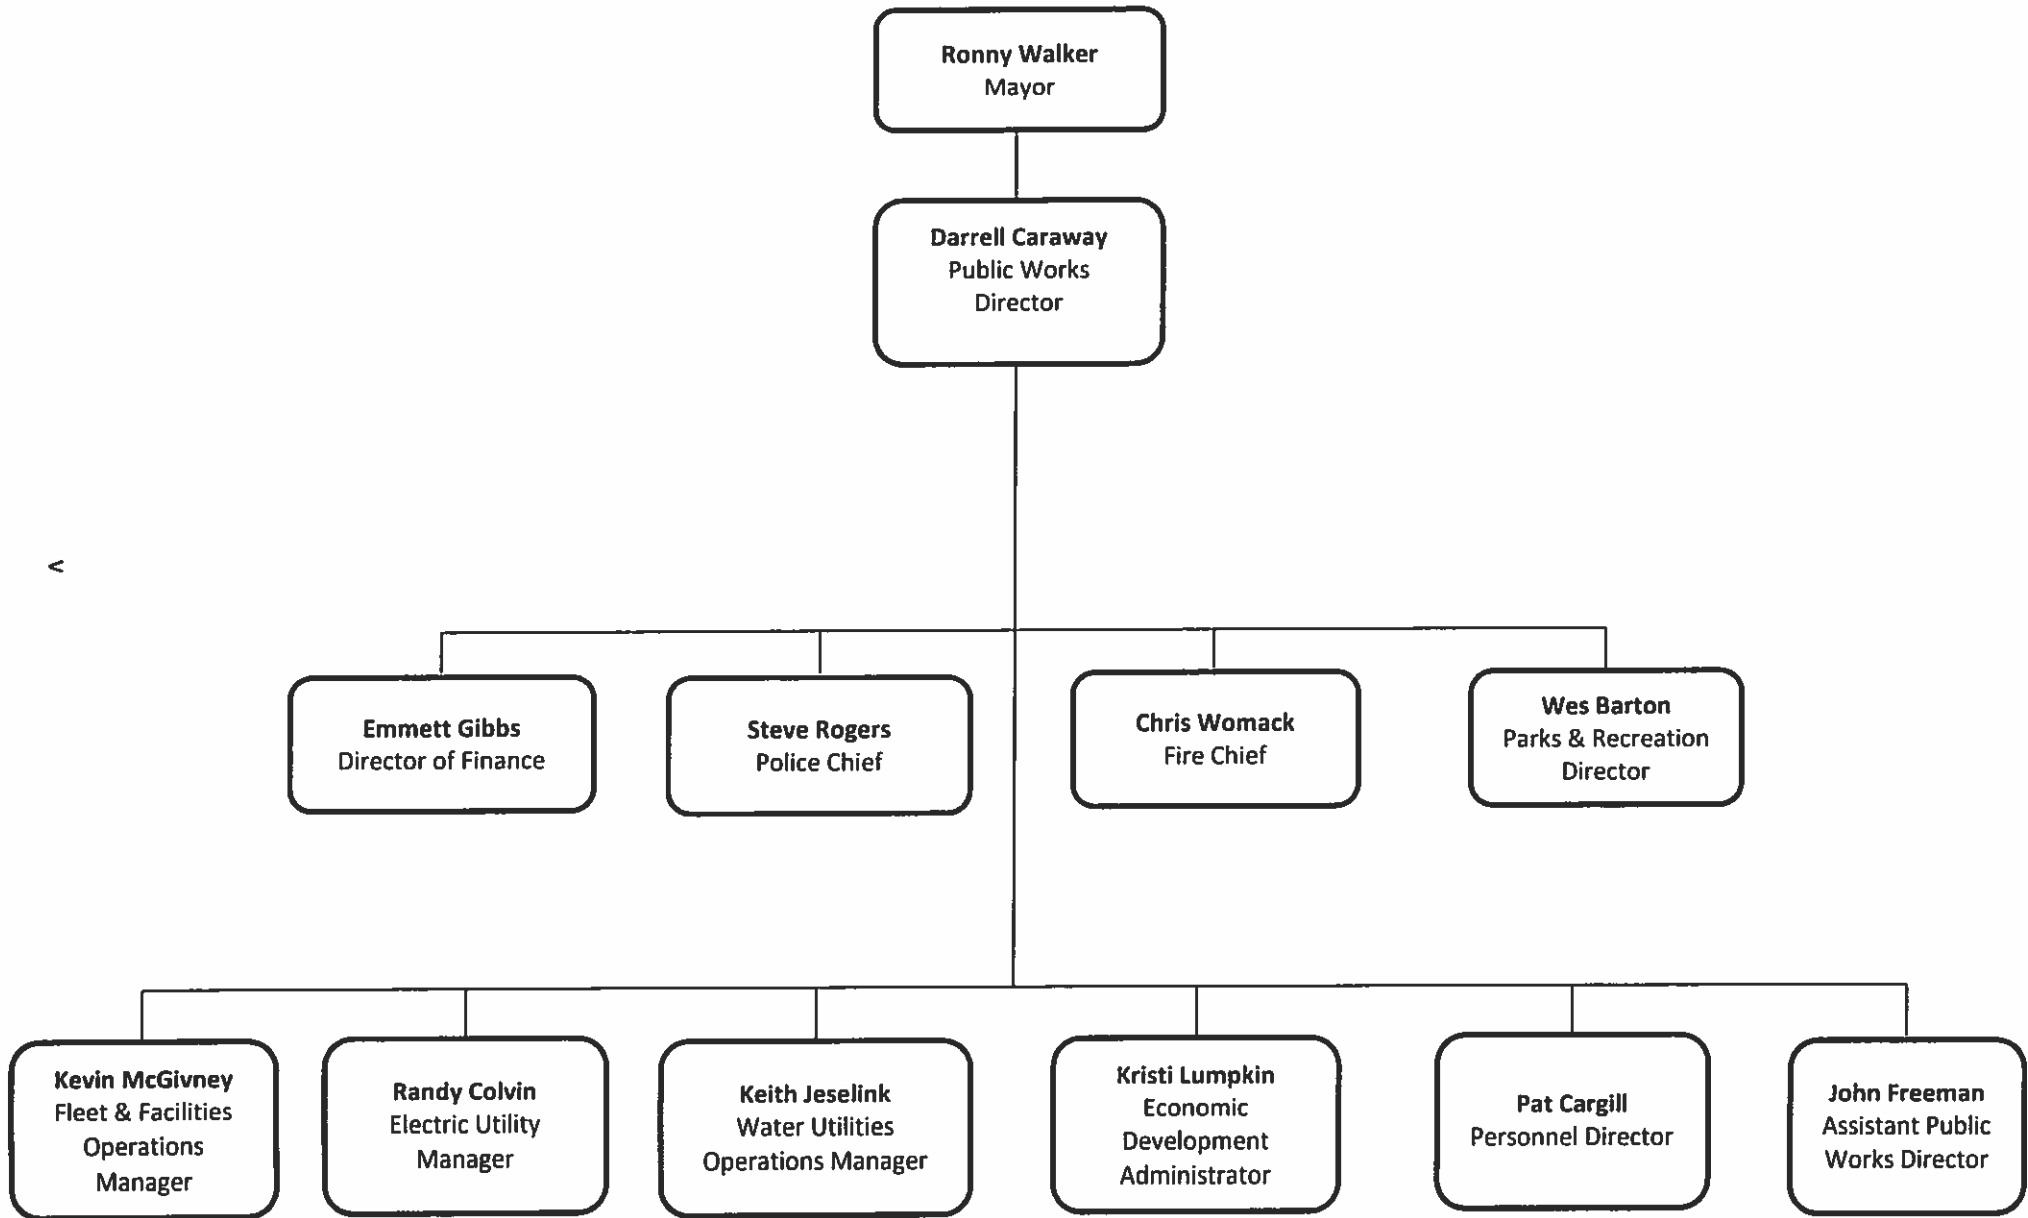 Ronny Walker
Mayor
Darrell Caraway
Public Works
Director
<
Emmett Gibbs
Director of Finance
Steve Rogers
Police Chief
Chris Womack
Fire Chief
Wes Barton
Parks & Recreation
Director
Kevin McGivney
Fleet & Facilities
Operations
Manager
Randy Colvin
Electric Utility
Manager
Keith Jeselink
Water Utilities
Operations Manager
Kristi Lumpkin
Economic
Development
Administrator
Pat Cargill
Personnel Director
John Freeman
Assistant Public
Works Director